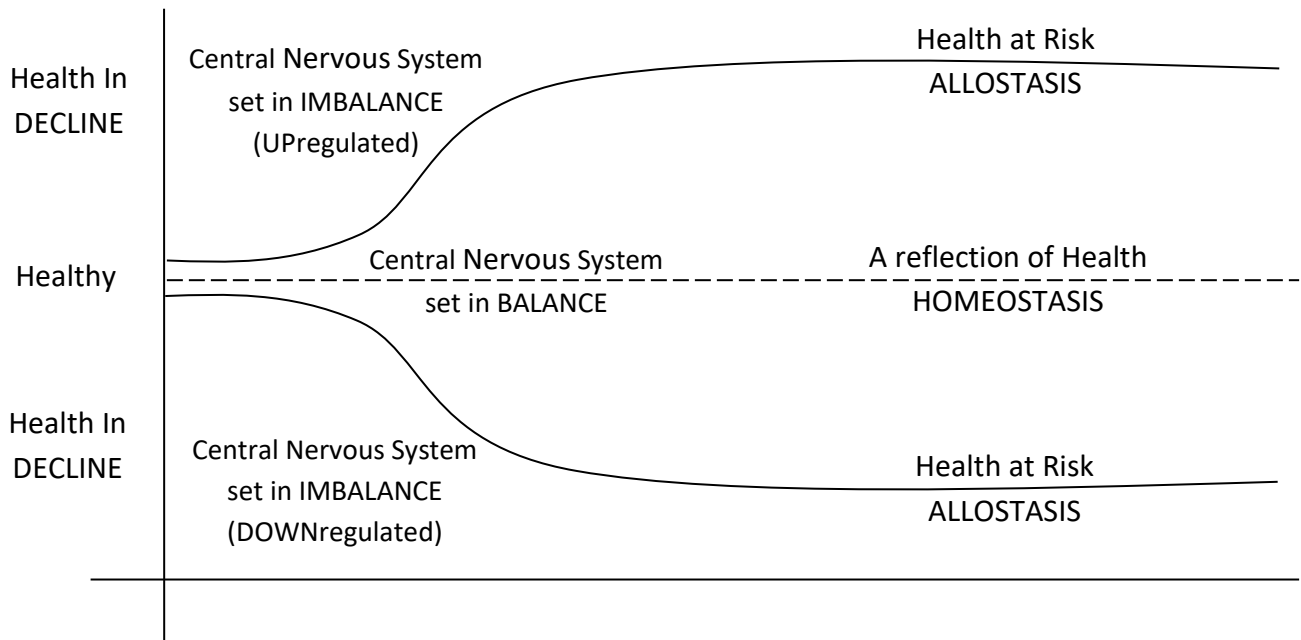 Health In
DECLINE
Central Nervous System
set in IMBALANCE
(UPregulated)
Health at Risk
ALLOSTASIS
Healthy
Central Nervous System
set in BALANCE
A reflection of Health
HOMEOSTASIS
Health In
DECLINE
Central Nervous System
set in IMBALANCE
(DOWNregulated)
Health at Risk
ALLOSTASIS